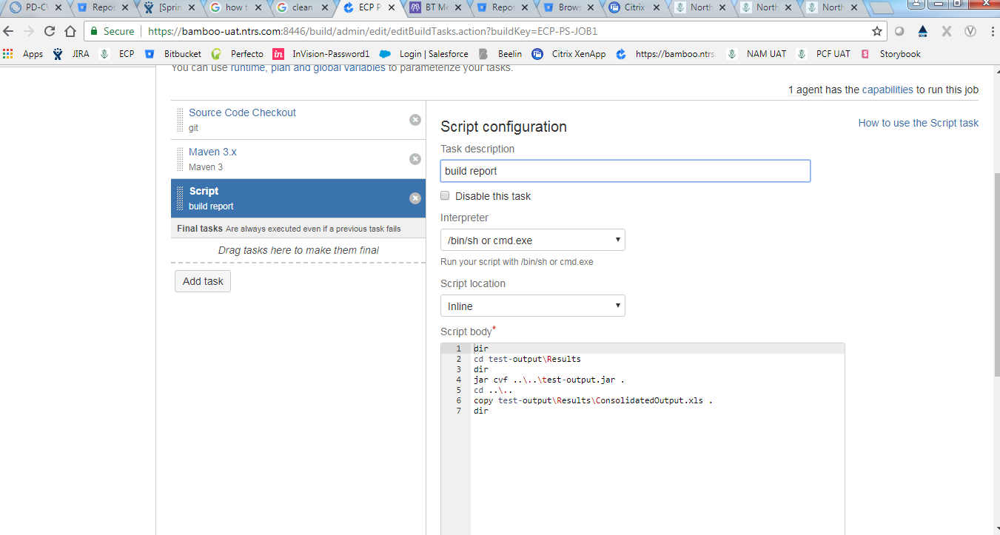 PD-C
Repos
[Sprin
how t
clean
ECP P
BT Me
Repos
Brows
Citrix
North
North
North
Secure
https://bamboo-uat.ntrs.com:8446/build/admin/edit/editBuildTasks.action?buildKey=ECP-PS-JOB1
Apps JIRA ECP Bitbucket Perfecto in InVision-Password1 Login | Salesforce Beelin Citrix XenApp https://bamboo.ntrs NAM UAT PCF UAT Storybook
You can use runtime, plan and global variables to parameterize your tasks.
1 agent has the capabilities to run this job
Source Code Checkout
git
Maven 3.x
Maven 3
Script
build report
Final tasks Are always executed even if a previous task fails
Drag tasks here to make them final
Add task
Script configuration
How to use the Script task
Task description
build report
Disable this task
Interpreter
/bin/sh or cmd.exe
Run your script with /bin/sh or cmd.exe
Script location
Inline
Script body*
1 dir
2 cd test-output\Results
3 dir
4 jar cvf ..\..\test-output.jar .
5 cd ..\..
6 copy test-output\Results\ConsolidatedOutput.xls .
7 dir